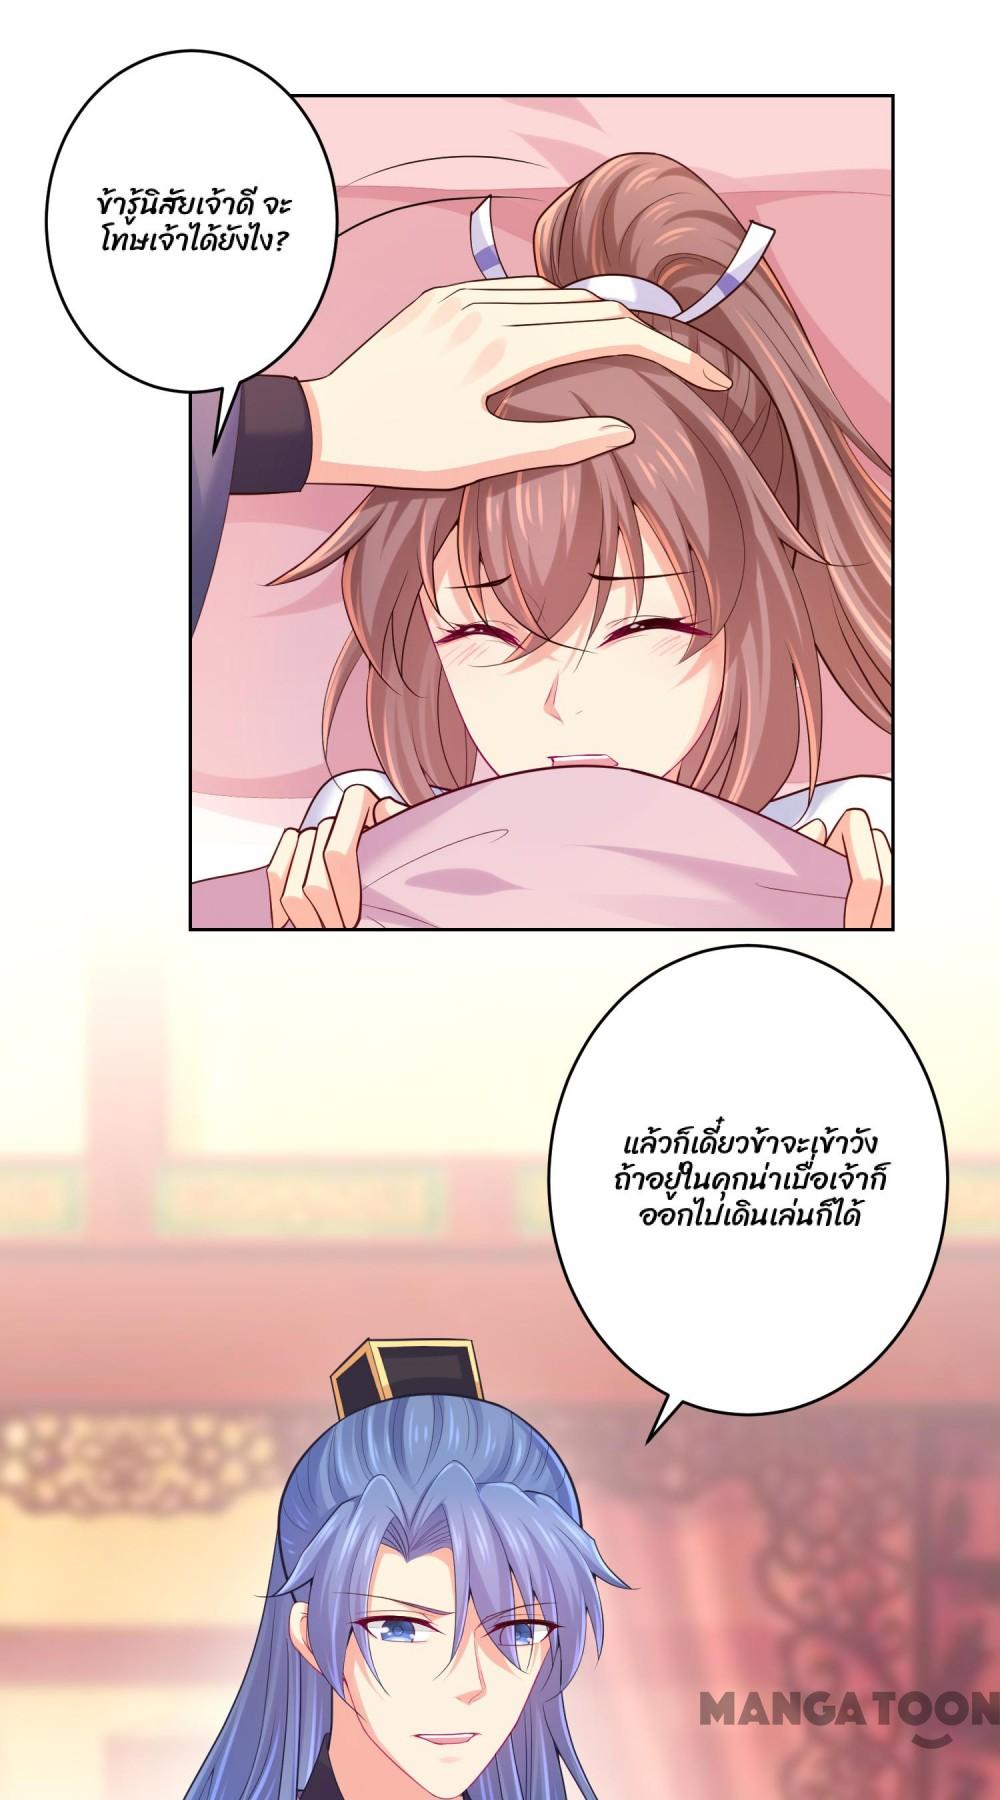 ข้ารู้นิสัยเจ้าดี จะ
โทษเจ้าได้ยังไง?
แล้วก็เดี๋ยวข้าจะเข้าวัง
ถ้าอยู่ในคุกน่าเบื่อเจ้าก็
ออกไปเดินเล่นก็ได้
MANGATOON